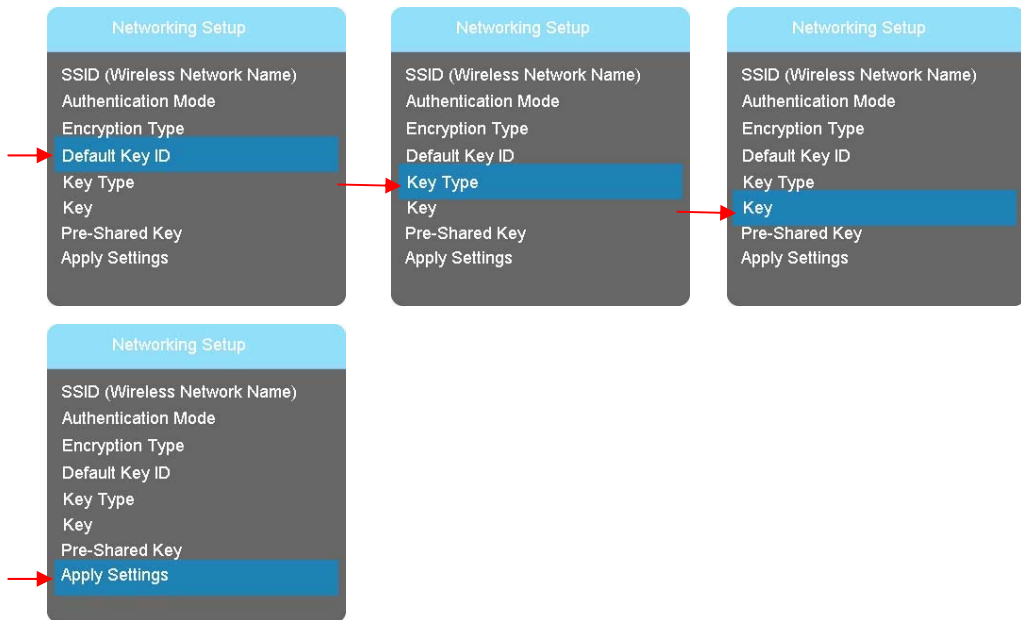 Networking Setup
SSID (Wireless Network Name)
Authentication Mode
Encryption Type
Default Key ID
Key Type
Key
Pre-Shared Key
Apply Settings
Networking Setup
SSID (Wireless Network Name)
Authentication Mode
Encryption Type
Default Key ID
Key Type
Key
Pre-Shared Key
Apply Settings
Networking Setup
SSID (Wireless Network Name)
Authentication Mode
Encryption Type
Default Key ID
Key Type
Key
Pre-Shared Key
Apply Settings
Networking Setup
SSID (Wireless Network Name)
Authentication Mode
Encryption Type
Default Key ID
Key Type
Key
Pre-Shared Key
Apply Settings